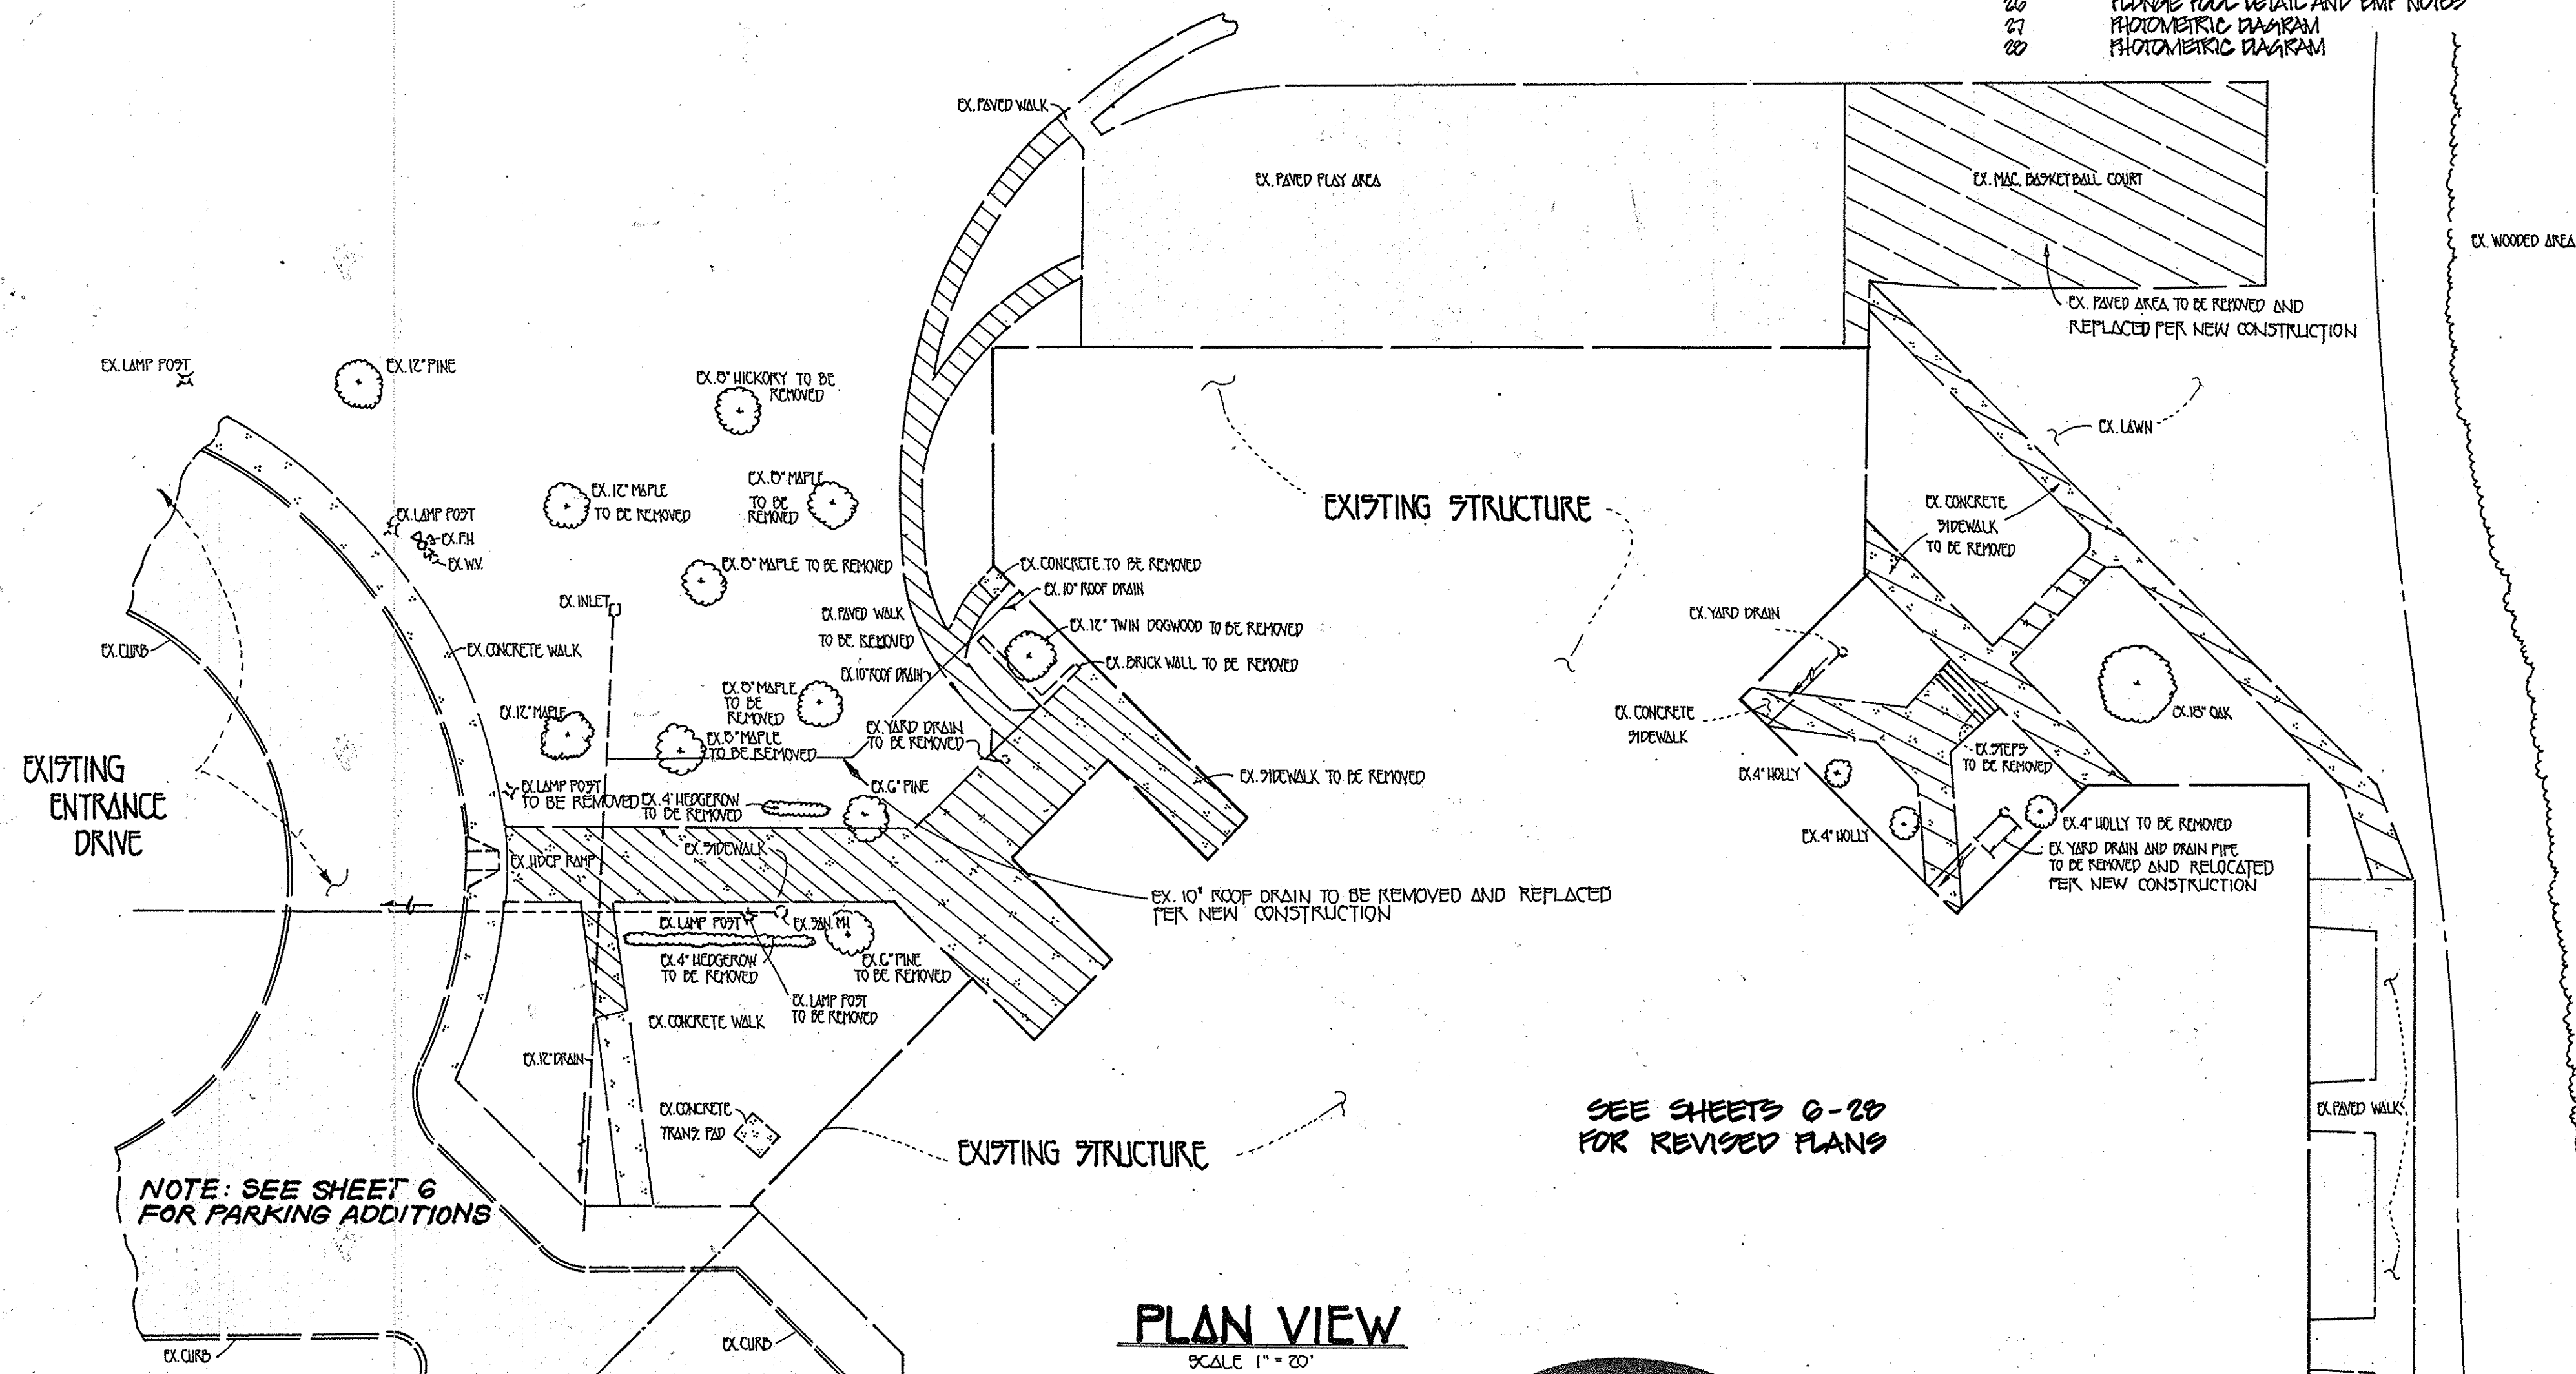 26 PLUNGE POOL DETAIL AND BMP NOTES
27 PHOTOMETRIC DIAGRAM
28 PHOTOMETRIC DIAGRAM
EX. PAVED WALK
EX. PAVED PLAY AREA
EX. MAC. BASKETBALL COURT
EX. WOODED AREA
EX. PAVED AREA TO BE REMOVED AND
REPLACED PER NEW CONSTRUCTION
EX. LAMP POST
EX. 12" PINE
EX. 8" HICKORY TO BE
REMOVED
EX. LAWN
EX. 12" MAPLE
TO BE REMOVED
EX. 8" MAPLE
TO BE
REMOVED
EXISTING STRUCTURE
EX. CONCRETE
SIDEWALK
TO BE REMOVED
EX. LAMP POST
EX. F.H.
EX. W.V.
EX. 8" MAPLE TO BE REMOVED
EX. CONCRETE TO BE REMOVED
EX. 10" ROOF DRAIN
EX. INLET
EX. PAVED WALK
TO BE REMOVED
EX. 12" TWIN DOGWOOD TO BE REMOVED
EX. YARD DRAIN
EX. CURB
EX. CONCRETE WALK
EX. BRICK WALL TO BE REMOVED
EX. 10" ROOF DRAIN
EX. 8" MAPLE
TO BE
REMOVED
EX. 12" MAPLE
EX. YARD DRAIN
TO BE REMOVED
EX. 8" MAPLE
TO BE REMOVED
EX. CONCRETE
SIDEWALK
EX. 18" OAK
EX. STEPS
TO BE REMOVED
EXISTING
ENTRANCE
DRIVE
EX. LAMP POST
TO BE REMOVED
EX. 4' HEDGEROW
TO BE REMOVED
EX. 6" PINE
EX. SIDEWALK TO BE REMOVED
EX. 4" HOLLY
EX. 4" HOLLY
EX. 4" HOLLY TO BE REMOVED
EX. YARD DRAIN AND DRAIN PIPE
TO BE REMOVED AND RELOCATED
PER NEW CONSTRUCTION
EX. HDCP RAMP
EX. SIDEWALK
EX. 10" ROOF DRAIN TO BE REMOVED AND REPLACED
PER NEW CONSTRUCTION
EX. LAMP POST
EX. SAN. MH
EX. 4" HEDGEROW
TO BE REMOVED
EX. 6" PINE
TO BE REMOVED
EX. LAMP POST
TO BE REMOVED
EX. CONCRETE WALK
EX. 12" DRAIN
EX. CONCRETE
TRANS. PAD
EXISTING STRUCTURE
SEE SHEETS 6-28
FOR REVISED PLANS
EX. PAVED WALK
NOTE: SEE SHEET 6
FOR PARKING ADDITIONS
EX. CURB
EX. CURB
PLAN VIEW
SCALE 1" = 20'